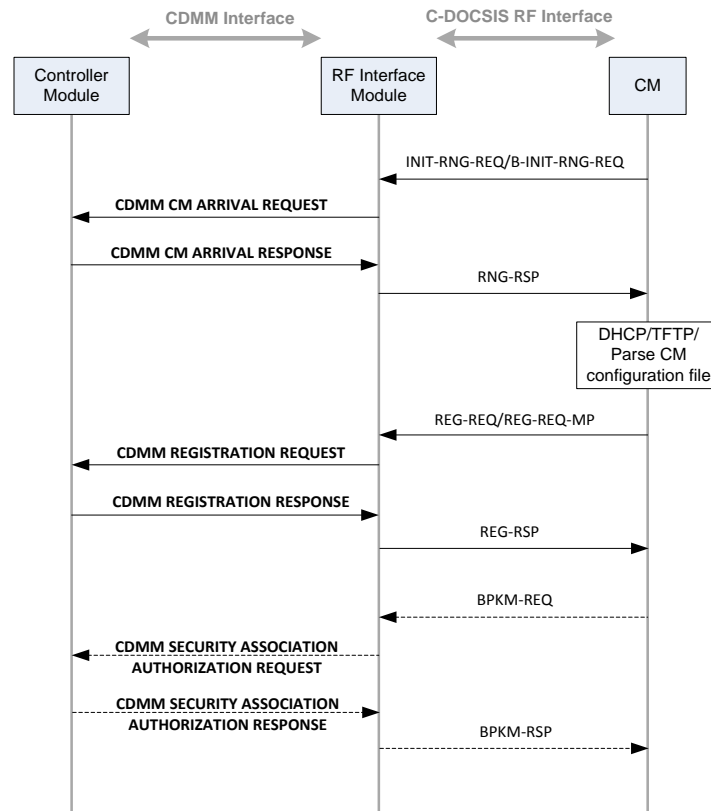 CDMM Interface
C-DOCSIS RF Interface
Controller
Module
RF Interface
Module
CM
INIT-RNG-REQ/B-INIT-RNG-REQ
CDMM CM ARRIVAL REQUEST
CDMM CM ARRIVAL RESPONSE
RNG-RSP
DHCP/TFTP/
Parse CM
configuration file
REG-REQ/REG-REQ-MP
CDMM REGISTRATION REQUEST
CDMM REGISTRATION RESPONSE
REG-RSP
BPKM-REQ
CDMM SECURITY ASSOCIATION
AUTHORIZATION REQUEST
CDMM SECURITY ASSOCIATION
AUTHORIZATION RESPONSE
BPKM-RSP